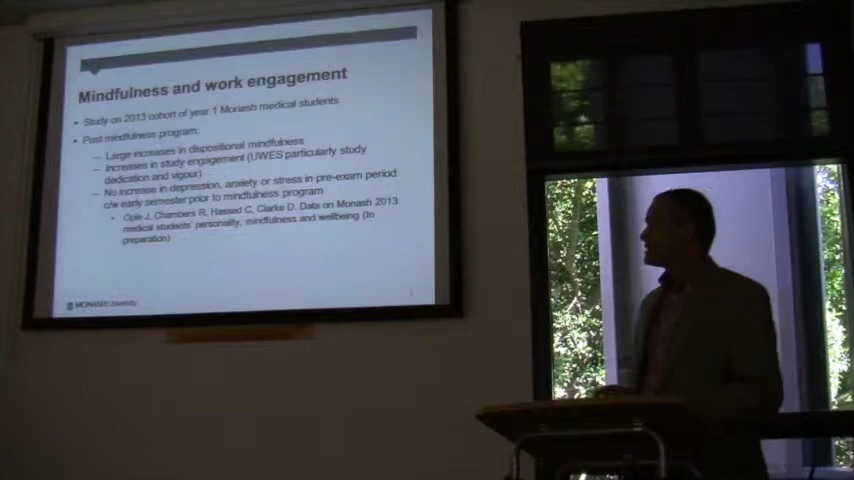 Mindfulness and work engagement
• Study on 2013 cohort of year 1 Monash medical students
• Post mindfulness program:
– Large increases in dispositional mindfulness
– Increases in study engagement (UWES particularly study
dedication and vigour)
– No increase in depression, anxiety or stress in pre-exam period
c/w early semester prior to mindfulness program
• Opie J, Chambers R, Hassed C, Clarke D. Data on Monash 2013
medical students' personality, mindfulness and wellbeing (In
preparation)
MONASH University